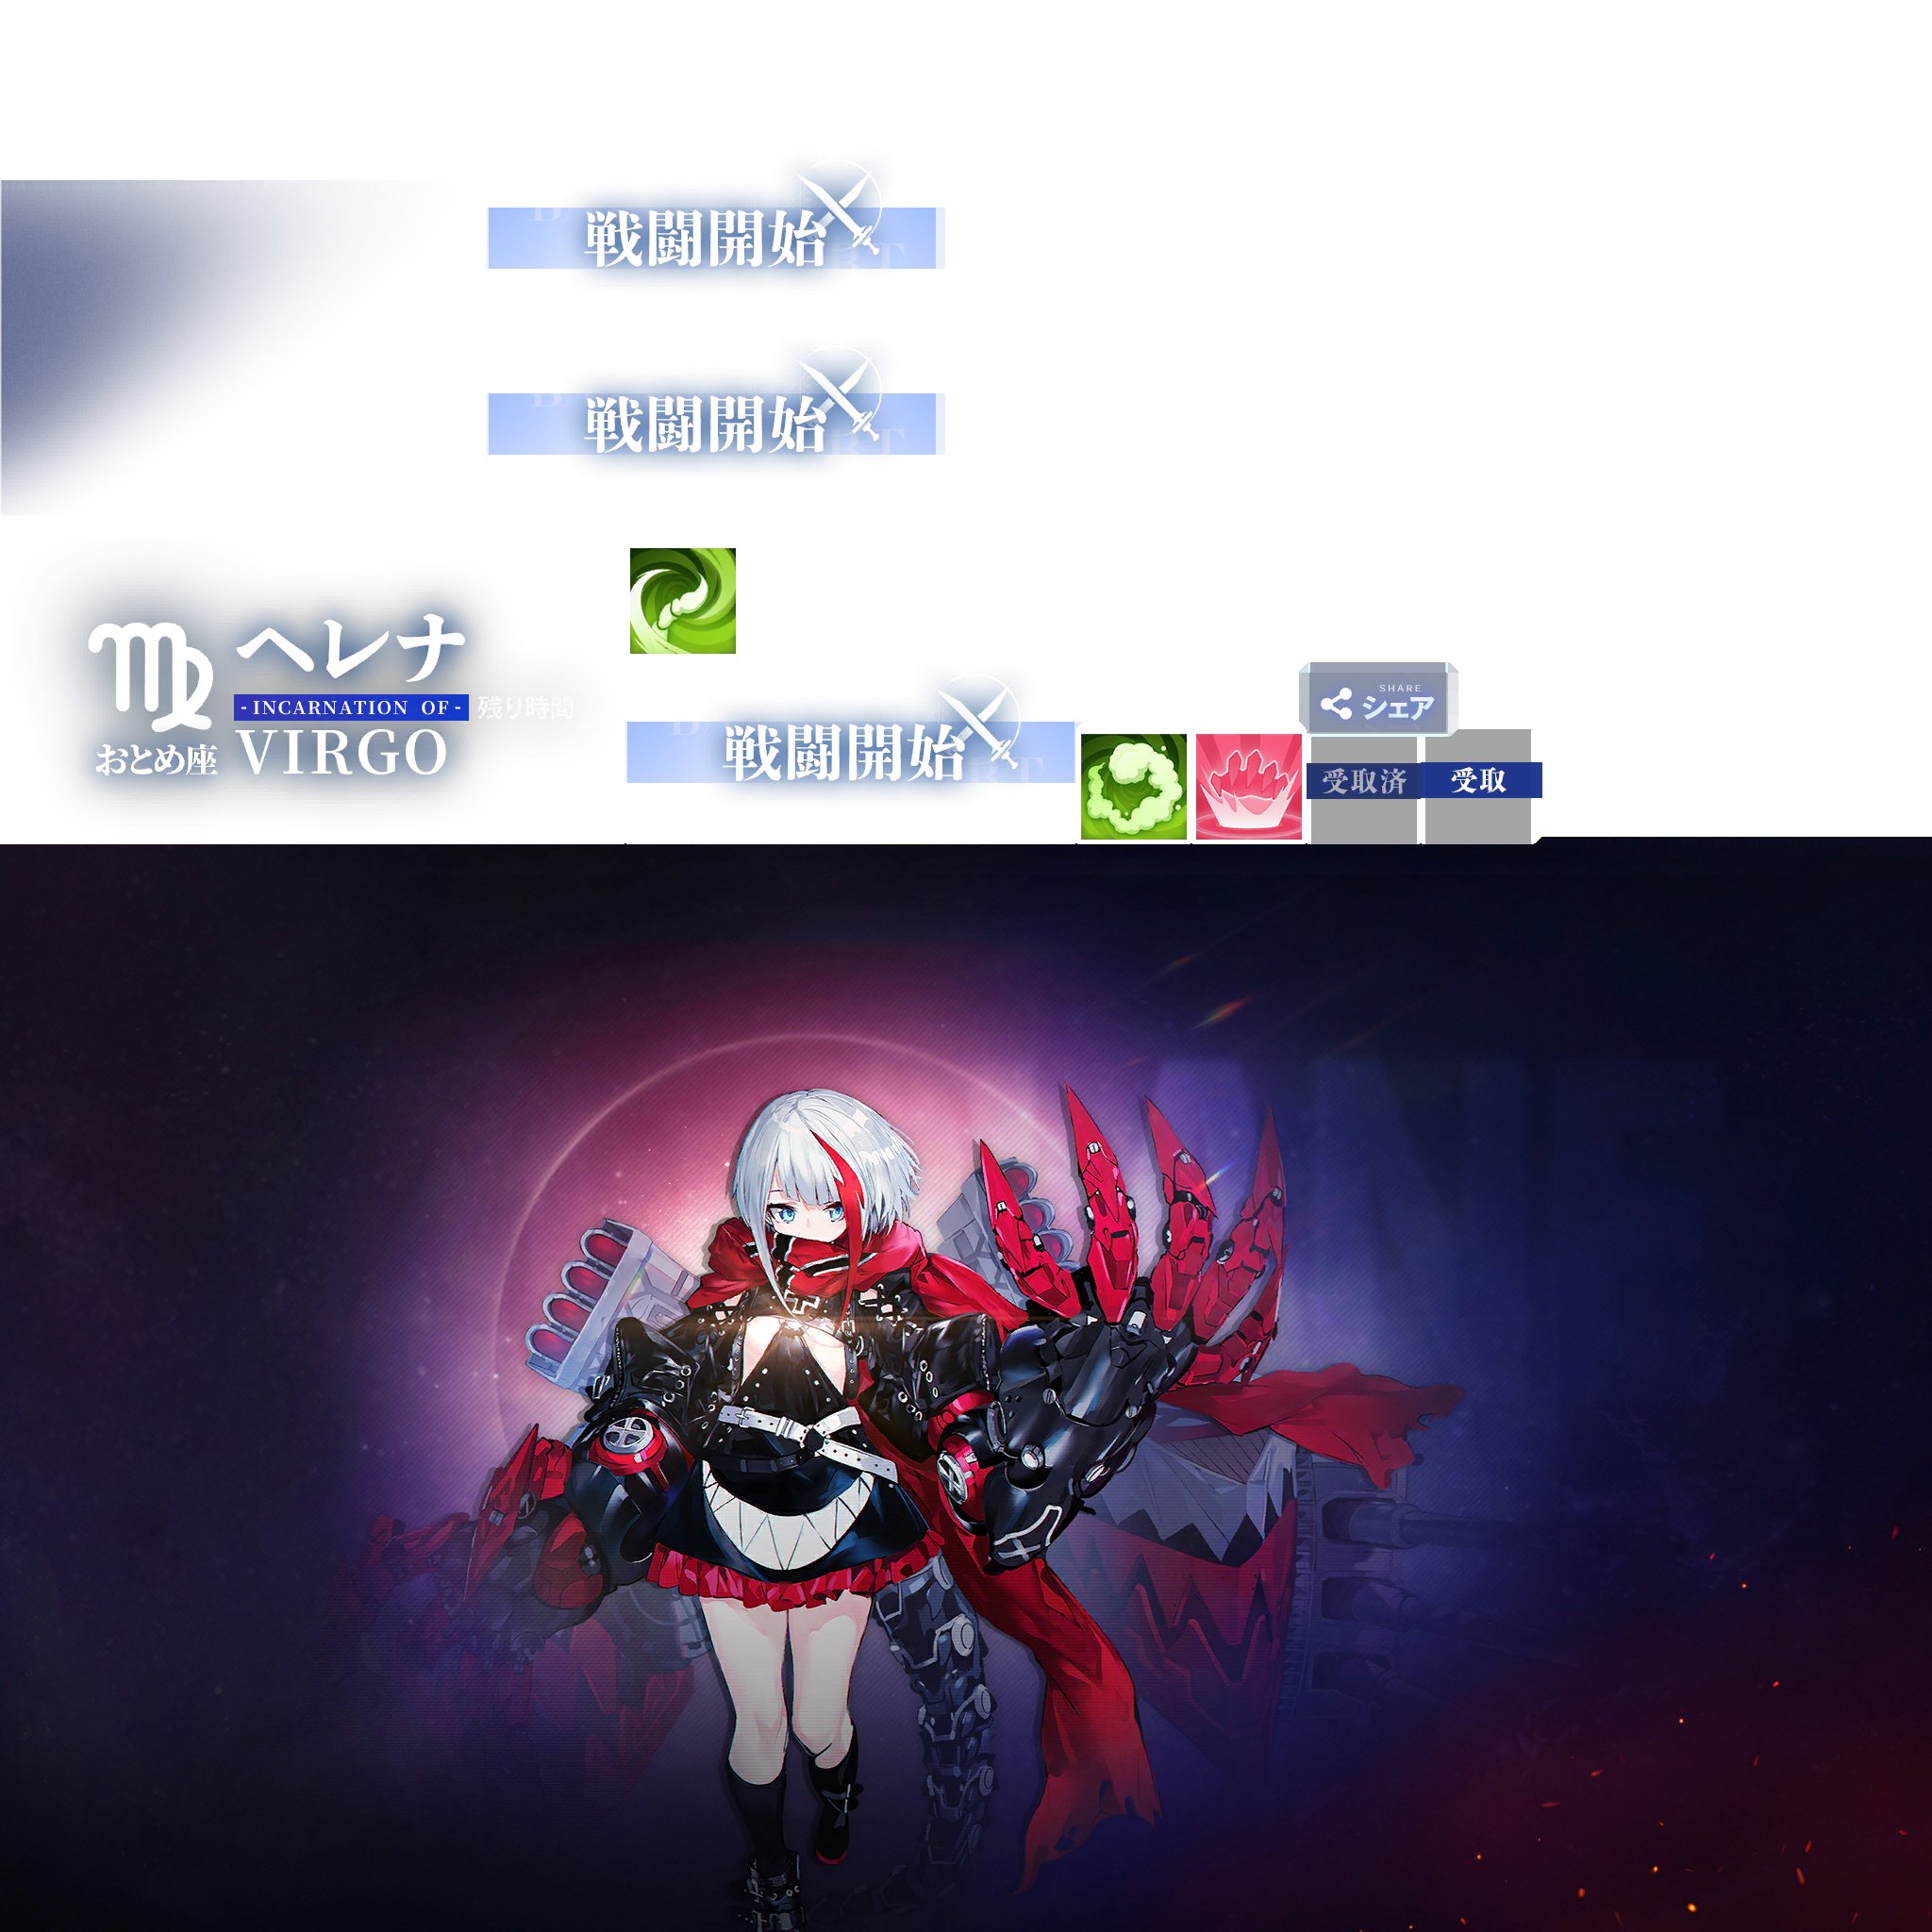 戦闘開始
戦闘開始
ヘレナ
- INCARNATION OF -
VIRGO
おとめ座
残り時間
戦闘開始
SHARE
シェア
受取済
受取